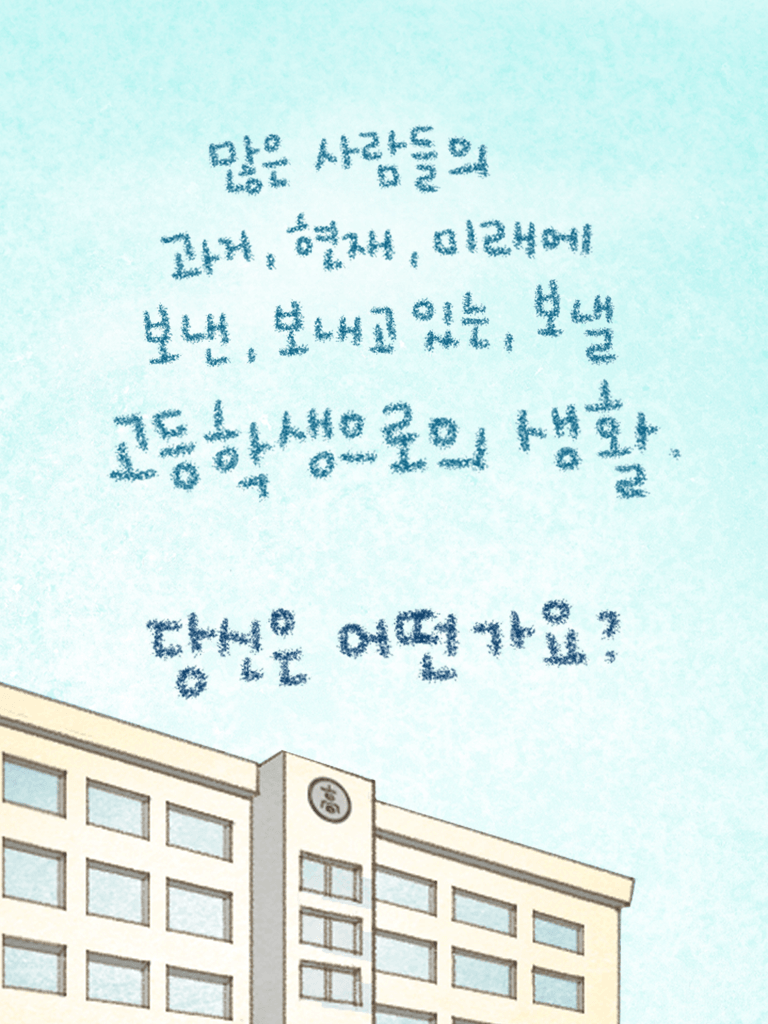 많은 사람들의
과거, 현재, 미래에
보낸, 보내고 있는, 보낼
고등학생으로의 생활.
당신은 어떤가요?
高